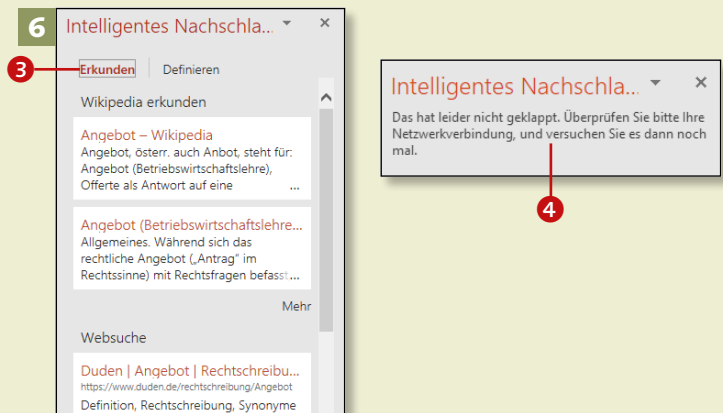 6
Intelligentes Nachschla...
3
Erkunden
Definieren
Wikipedia erkunden
Angebot – Wikipedia
Angebot, österr. auch Anbot, steht für:
Angebot (Betriebswirtschaftslehre),
Offerte als Antwort auf eine ...
Angebot (Betriebswirtschaftslehre...
Allgemeines. Während sich das
rechtliche Angebot („Antrag" im
Rechtssinne) mit Rechtsfragen befasst...
Mehr
Websuche
Duden | Angebot | Rechtschreibu...
https://www.duden.de/rechtschreibung/Angebot
Definition, Rechtschreibung, Synonyme
Intelligentes Nachschla...
Das hat leider nicht geklappt. Überprüfen Sie bitte Ihre
Netzwerkverbindung, und versuchen Sie es dann noch
mal.
4